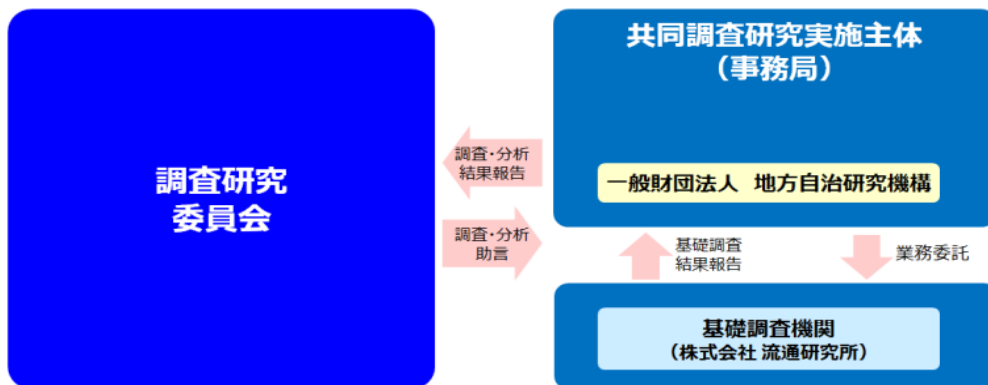 調査研究
委員会
調査・分析
結果報告
調査・分析
助言
共同調査研究実施主体
（事務局）
一般財団法人 地方自治研究機構
基礎調査
結果報告
業務委託
基礎調査機関
（株式会社 流通研究所）